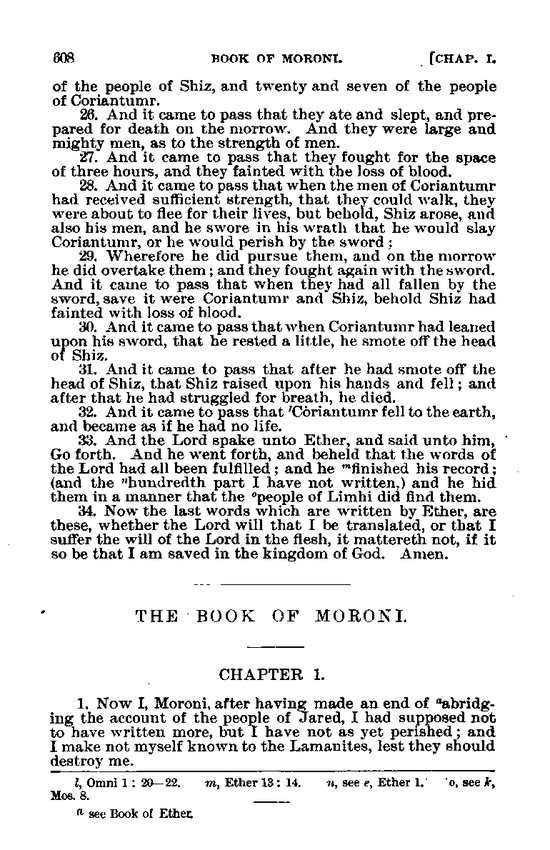 608 BOOK OF MORONI. [CHAP. I.
of the people of Shiz, and twenty and seven of the people
of Coriantumr.
26. And it came to pass that they ate and slept, and pre-
pared for death on the morrow. And they were large and
mighty men, as to the strength of men.
27. And it came to pass that they fought for the space
of three hours, and they fainted with the loss of blood.
28. And it came to pass that when the men of Coriantumr
had received sufficient strength, that they could walk, they
were about to flee for their lives, but behold, Shiz arose, and
also his men, and he swore in his wrath that he would slay
Coriantumr, or he would perish by the sword;
29. Wherefore he did pursue them, and on the morrow
he did overtake them; and they fought again with the sword.
And it came to pass that when they had all fallen by the
sword, save it were Coriantumr and Shiz, behold Shiz had
fainted with loss of blood.
30. And it came to pass that when Coriantumr had leaned
upon his sword, that he rested a little, he smote off the head
of Shiz.
31. And it came to pass that after he had smote off the
head of Shiz, that Shiz raised upon his hands and fell; and
after that he had struggled for breath, he died.
32. And it came to pass that lCoriantumr fell to the earth,
and became as if he had no life.
33. And the Lord spake unto Ether, and said unto him,
Go forth. And he went forth, and beheld that the words of
the Lord had all been fulfilled; and he mfinished his record;
(and the nhundredth part I have not written,) and he hid
them in a manner that the opeople of Limhi did find them.
34. Now the last words which are written by Ether, are
these, whether the Lord will that I be translated, or that I
suffer the will of the Lord in the flesh, it mattereth not, if it
so be that I am saved in the kingdom of God. Amen.
THE BOOK OF MORONI.
CHAPTER 1.
1. Now I, Moroni, after having made an end of aabridg-
ing the account of the people of Jared, I had supposed not
to have written more, but I have not as yet perished; and
I make not myself known to the Lamanites, lest they should
destroy me.
l, Omni 1: 20—22. m, Ether 13: 14. n, see e, Ether 1. o, see k,
Mos. 8.
a see Book of Ether.